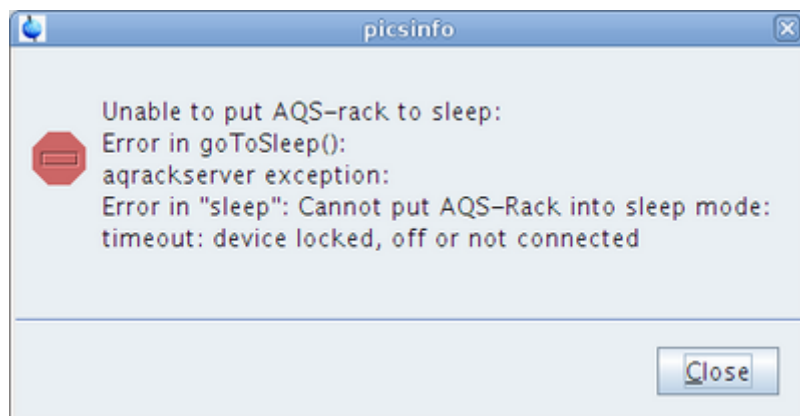 picsinfo
Unable to put AQS-rack to sleep:
Error in goToSleep():
aqrackserver exception:
Error in "sleep": Cannot put AQS-Rack into sleep mode:
timeout: device locked, off or not connected
Close